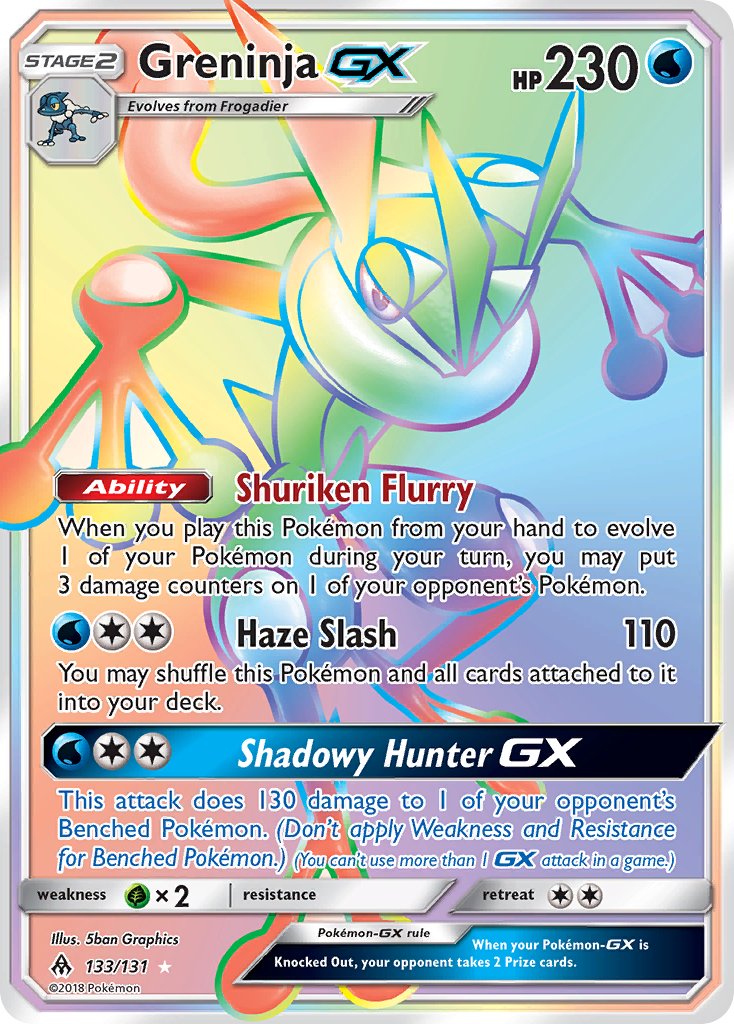 STAGE2 Greninja GX HP230
Evolves from Frogadier
Ability Shuriken Flurry
When you play this Pokémon from your hand to evolve
1 of your Pokémon during your turn, you may put
3 damage counters on 1 of your opponent's Pokémon.
Haze Slash 110
You may shuffle this Pokémon and all cards attached to it
into your deck.
Shadowy Hunter GX
This attack does 130 damage to 1 of your opponent's
Benched Pokémon. (Don't apply Weakness and Resistance
for Benched Pokémon.) (You can't use more than 1 GX attack in a game.)
weakness ×2 resistance retreat
Illus. 5ban Graphics
133/131
©2018 Pokémon
Pokémon-GX rule
When your Pokémon-GX is
Knocked Out, your opponent takes 2 Prize cards.